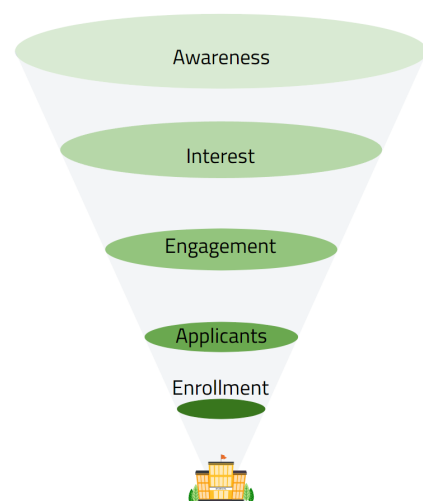 Awareness
Interest
Engagement
Applicants
Enrollment